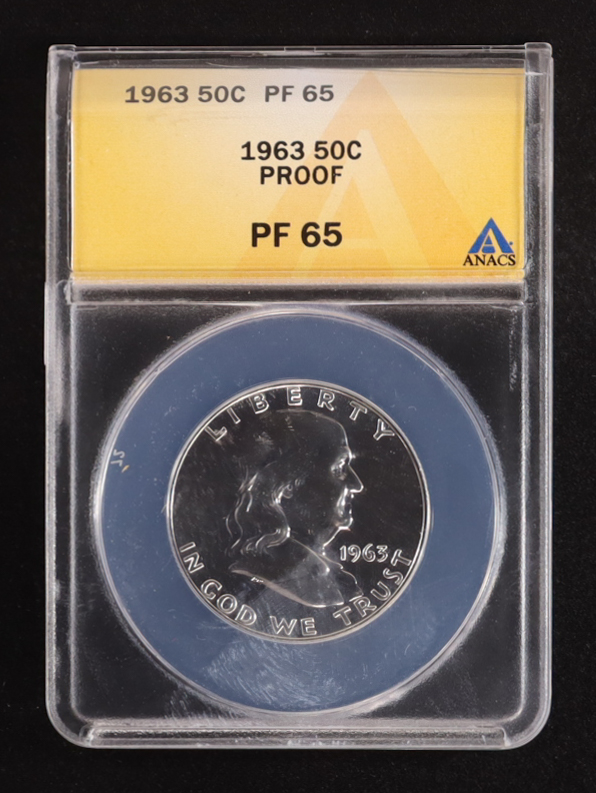 1963 50C PF 65
1963 50C
PROOF
PF 65
ANACS
LIBERTY
1963
IN GOD WE TRUST